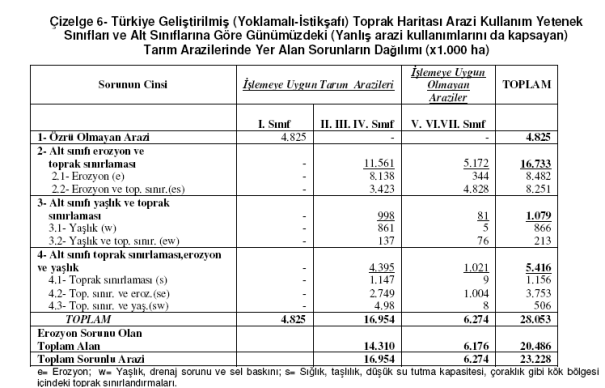 Çizelge 6- Türkiye Geliştirilmiş (Yoklamalı-İstikşafı) Toprak Haritası Arazi Kullanım Yetenek
Sınıfları ve Alt Sınıflarına Göre Günümüzdeki (Yanlış arazi kullanımlarını da kapsayan)
Tarım Arazilerinde Yer Alan Sorunların Dağılımı (x1.000 ha)
Sorunun Cinsi İşlemeye Uygun Tarım Arazileri İşlemeye Uygun Olmayan Araziler TOPLAM
I. Sınıf II. III. IV. Sınıf V. VI.VII. Sınıf
1- Özrü Olmayan Arazi 4.825 - - 4.825
2- Alt sınıfı erozyon ve
toprak sınırlaması - 11.561 5.172 16,733
2.1- Erozyon (e) - 8.138 344 8.482
2.2- Erozyon ve top. sınır.(es) - 3.423 4.828 8.251
3- Alt sınıfı yaşlık ve toprak
sınırlaması - 998 81 1.079
3.1- Yaşlık (w) - 861 5 866
3.2- Yaşlık ve top. sınır. (ew) - 137 76 213
4- Alt sınıfı toprak sınırlaması,erozyon
ve yaşlık - 4.395 1.021 5.416
4.1- Toprak sınırlaması (s) - 1.147 9 1.156
4.2- Top. sınır. ve eroz.(se) - 2.749 1.004 3.753
4.3- Top. sınır. ve yaş.(sw) - 4.98 8 506
TOPLAM 4.825 16.954 6.274 28.053
Erozyon Sorunu Olan
Toplam Alan 14.310 6.176 20.486
Toplam Sorunlu Arazi 16.954 6.274 23.228
e= Erozyon; w= Yaşlık, drenaj sorunu ve sel baskını; s= Sığlık, taşlılık, düşük su tutma kapasitesi, çoraklık gibi kök bölgesi
içindeki toprak sınırlandırmaları.